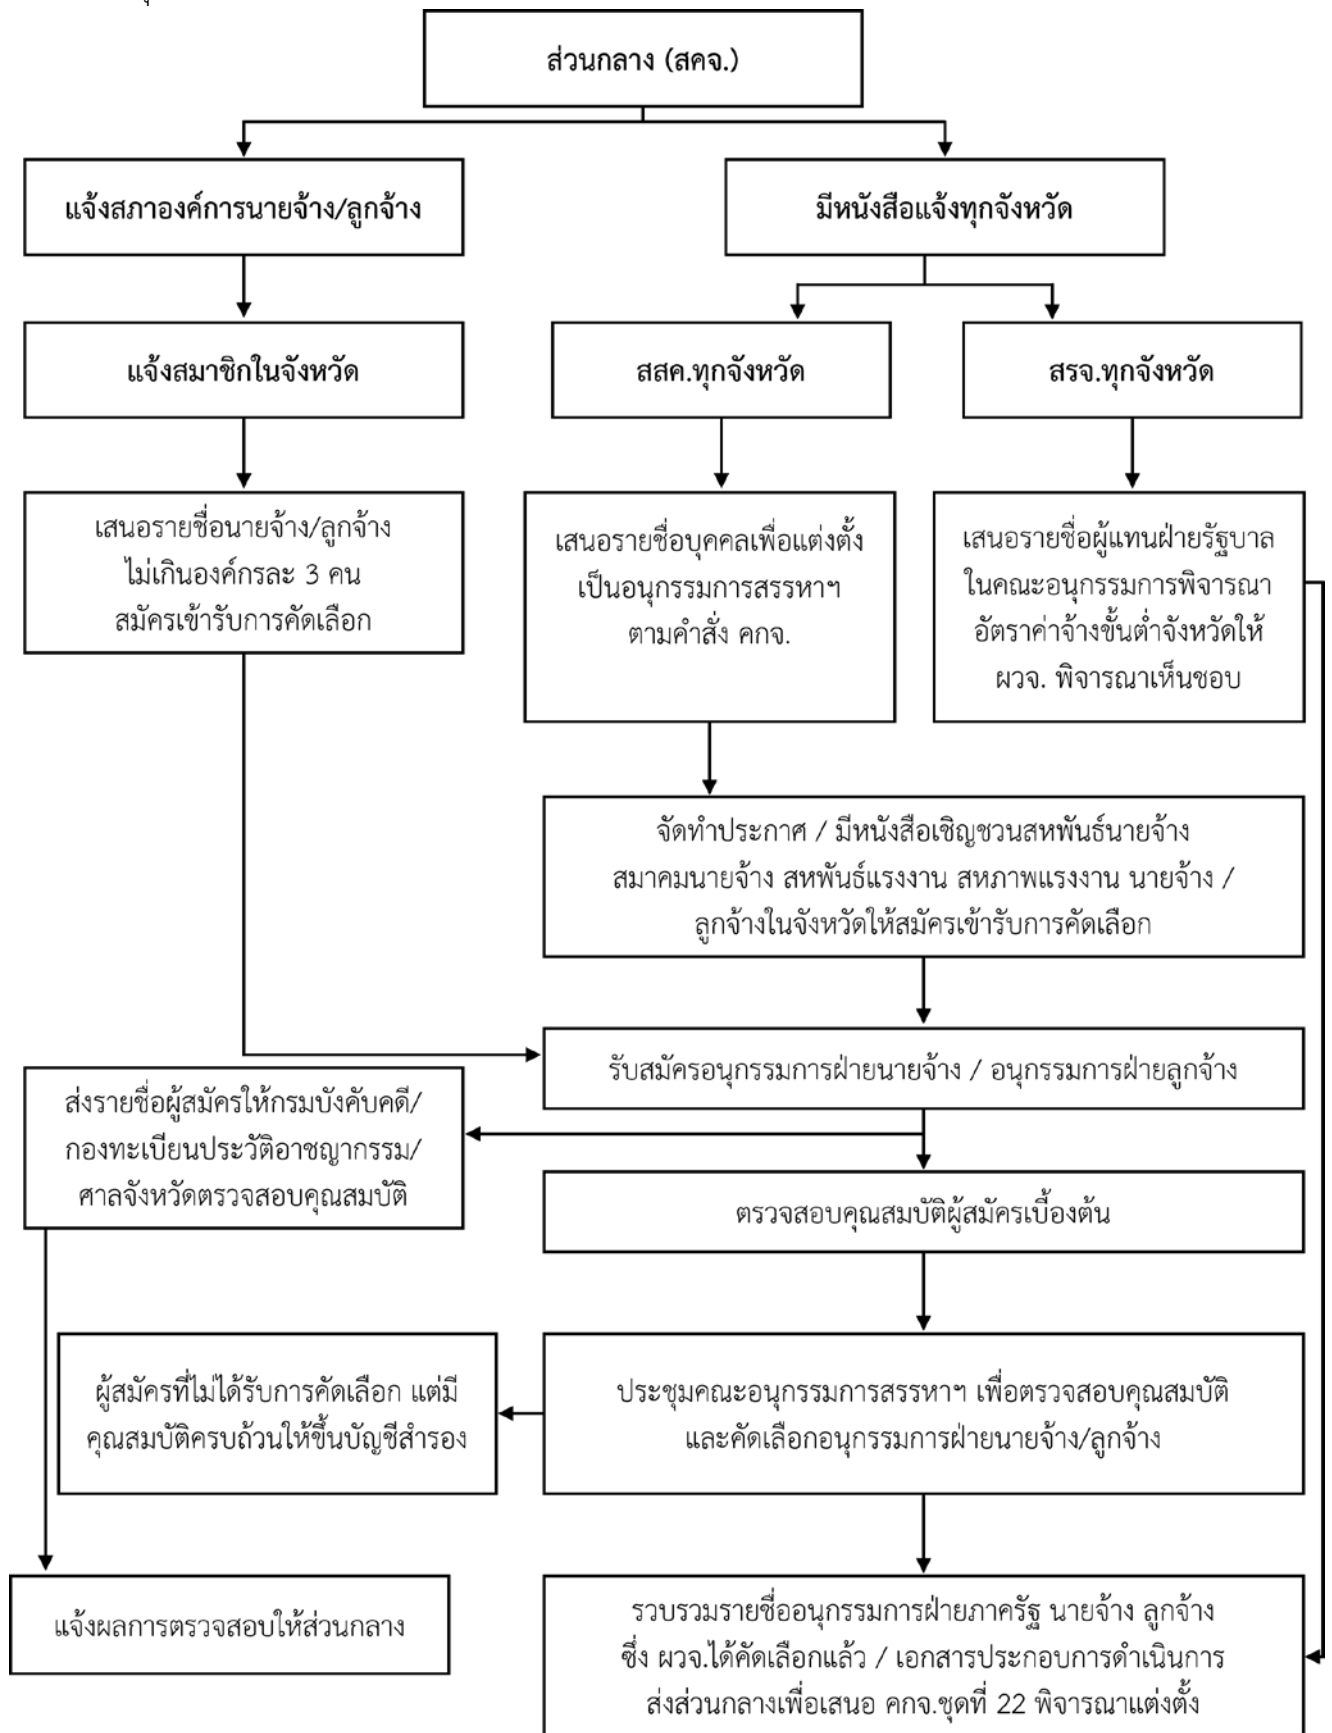 ส่วนกลาง (สคจ.)
แจ้งสภาองค์การนายจ้าง/ลูกจ้าง
มีหนังสือแจ้งทุกจังหวัด
แจ้งสมาชิกในจังหวัด
สสค.ทุกจังหวัด
สรจ.ทุกจังหวัด
เสนอรายชื่อนายจ้าง/ลูกจ้าง
ไม่เกินองค์กรละ 3 คน
สมัครเข้ารับการคัดเลือก
เสนอรายชื่อบุคคลเพื่อแต่งตั้ง
เป็นอนุกรรมการสรรหาฯ
ตามคำสั่ง คกจ.
เสนอรายชื่อผู้แทนฝ่ายรัฐบาล
ในคณะอนุกรรมการพิจารณา
อัตราค่าจ้างขั้นต่ำจังหวัดให้
ผวจ. พิจารณาเห็นชอบ
จัดทำประกาศ / มีหนังสือเชิญชวนสหพันธ์นายจ้าง
สมาคมนายจ้าง สหพันธ์แรงงาน สหภาพแรงงาน นายจ้าง /
ลูกจ้างในจังหวัดให้สมัครเข้ารับการคัดเลือก
รับสมัครอนุกรรมการฝ่ายนายจ้าง / อนุกรรมการฝ่ายลูกจ้าง
ส่งรายชื่อผู้สมัครให้กรมบังคับคดี/
กองทะเบียนประวัติอาชญากรรม/
ศาลจังหวัดตรวจสอบคุณสมบัติ
ตรวจสอบคุณสมบัติผู้สมัครเบื้องต้น
ผู้สมัครที่ไม่ได้รับการคัดเลือก แต่มี
คุณสมบัติครบถ้วนให้ขึ้นบัญชีสำรอง
ประชุมคณะอนุกรรมการสรรหาฯ เพื่อตรวจสอบคุณสมบัติ
และคัดเลือกอนุกรรมการฝ่ายนายจ้าง/ลูกจ้าง
แจ้งผลการตรวจสอบให้ส่วนกลาง
รวบรวมรายชื่ออนุกรรมการฝ่ายภาครัฐ นายจ้าง ลูกจ้าง
ซึ่ง ผวจ.ได้คัดเลือกแล้ว / เอกสารประกอบการดำเนินการ
ส่งส่วนกลางเพื่อเสนอ คกจ.ชุดที่ 22 พิจารณาแต่งตั้ง